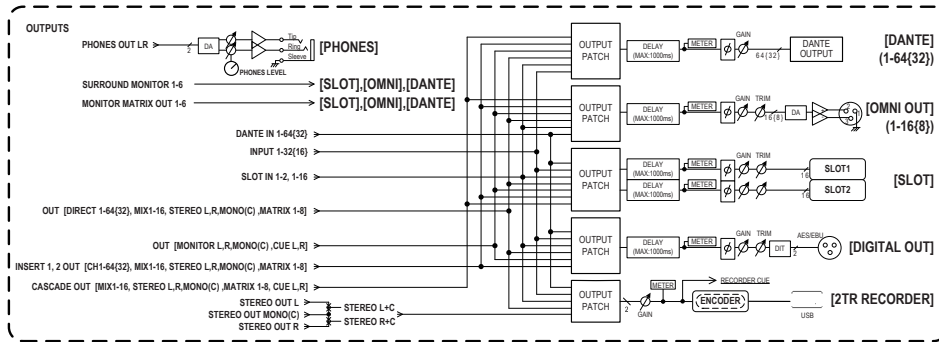 OUTPUTS
PHONES OUT LR
2
DA
Tip
Ring
Sleeve
PHONES LEVEL
[PHONES]
SURROUND MONITOR 1-6
[SLOT],[OMNI],[DANTE]
MONITOR MATRIX OUT 1-6
[SLOT],[OMNI],[DANTE]
DANTE IN 1-64{32}
INPUT 1-32{16}
SLOT IN 1-2, 1-16
OUT [DIRECT 1-64{32}, MIX1-16, STEREO L,R,MONO(C) ,MATRIX 1-8]
OUT [MONITOR L,R,MONO(C) ,CUE L,R]
INSERT 1, 2 OUT [CH1-64{32}, MIX1-16, STEREO L,R,MONO(C) ,MATRIX 1-8]
CASCADE OUT [MIX1-16, STEREO L,R,MONO(C) ,MATRIX 1-8, CUE L,R]
STEREO OUT L
STEREO OUT MONO(C)
STEREO OUT R
STEREO L+C
STEREO R+C
OUTPUT
PATCH
DELAY
(MAX:1000ms)
METER
ϕ
GAIN
64{32}
DANTE
OUTPUT
[DANTE]
(1-64{32})
OUTPUT
PATCH
DELAY
(MAX:1000ms)
METER
ϕ
GAIN TRIM
16{8}
DA
[OMNI OUT]
(1-16{8})
OUTPUT
PATCH
DELAY
(MAX:1000ms)
METER
ϕ
GAIN TRIM
16
SLOT1
DELAY
(MAX:1000ms)
METER
ϕ
16
SLOT2
[SLOT]
OUTPUT
PATCH
DELAY
(MAX:1000ms)
METER
ϕ
GAIN TRIM
DIT
2
AES/EBU
[DIGITAL OUT]
OUTPUT
PATCH
2
GAIN
METER
RECORDER CUE
ENCODER
USB
[2TR RECORDER]